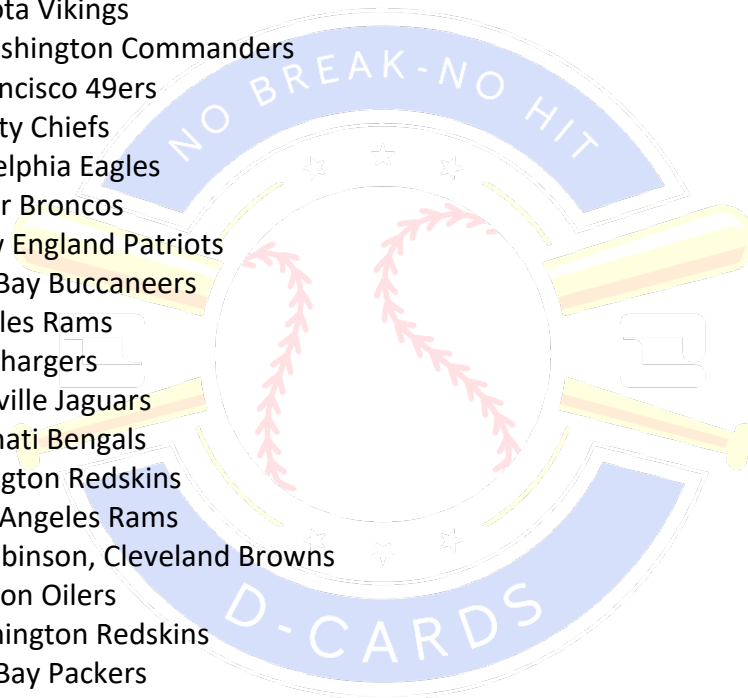 ota Vikings
shington Commanders
ncisco 49ers
ty Chiefs
elphia Eagles
r Broncos
England Patriots
Bay Buccaneers
les Rams
hargers
ville Jaguars
nati Bengals
gton Redskins
Angeles Rams
binson, Cleveland Browns
on Oilers
hington Redskins
Bay Packers
NO BREAK-NO HIT
D-CARDS